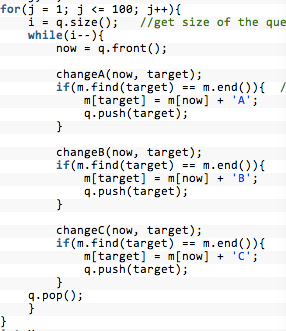 for(j = 1; j <= 100; j++){
    i = q.size();   //get size of the que
    while(i--){
        now = q.front();

        changeA(now, target);
        if(m.find(target) == m.end()){  /
            m[target] = m[now] + 'A';
            q.push(target);
        }

        changeB(now, target);
        if(m.find(target) == m.end()){
            m[target] = m[now] + 'B';
            q.push(target);
        }

        changeC(now, target);
        if(m.find(target) == m.end()){
            m[target] = m[now] + 'C';
            q.push(target);
        }
    q.pop();
    }
}